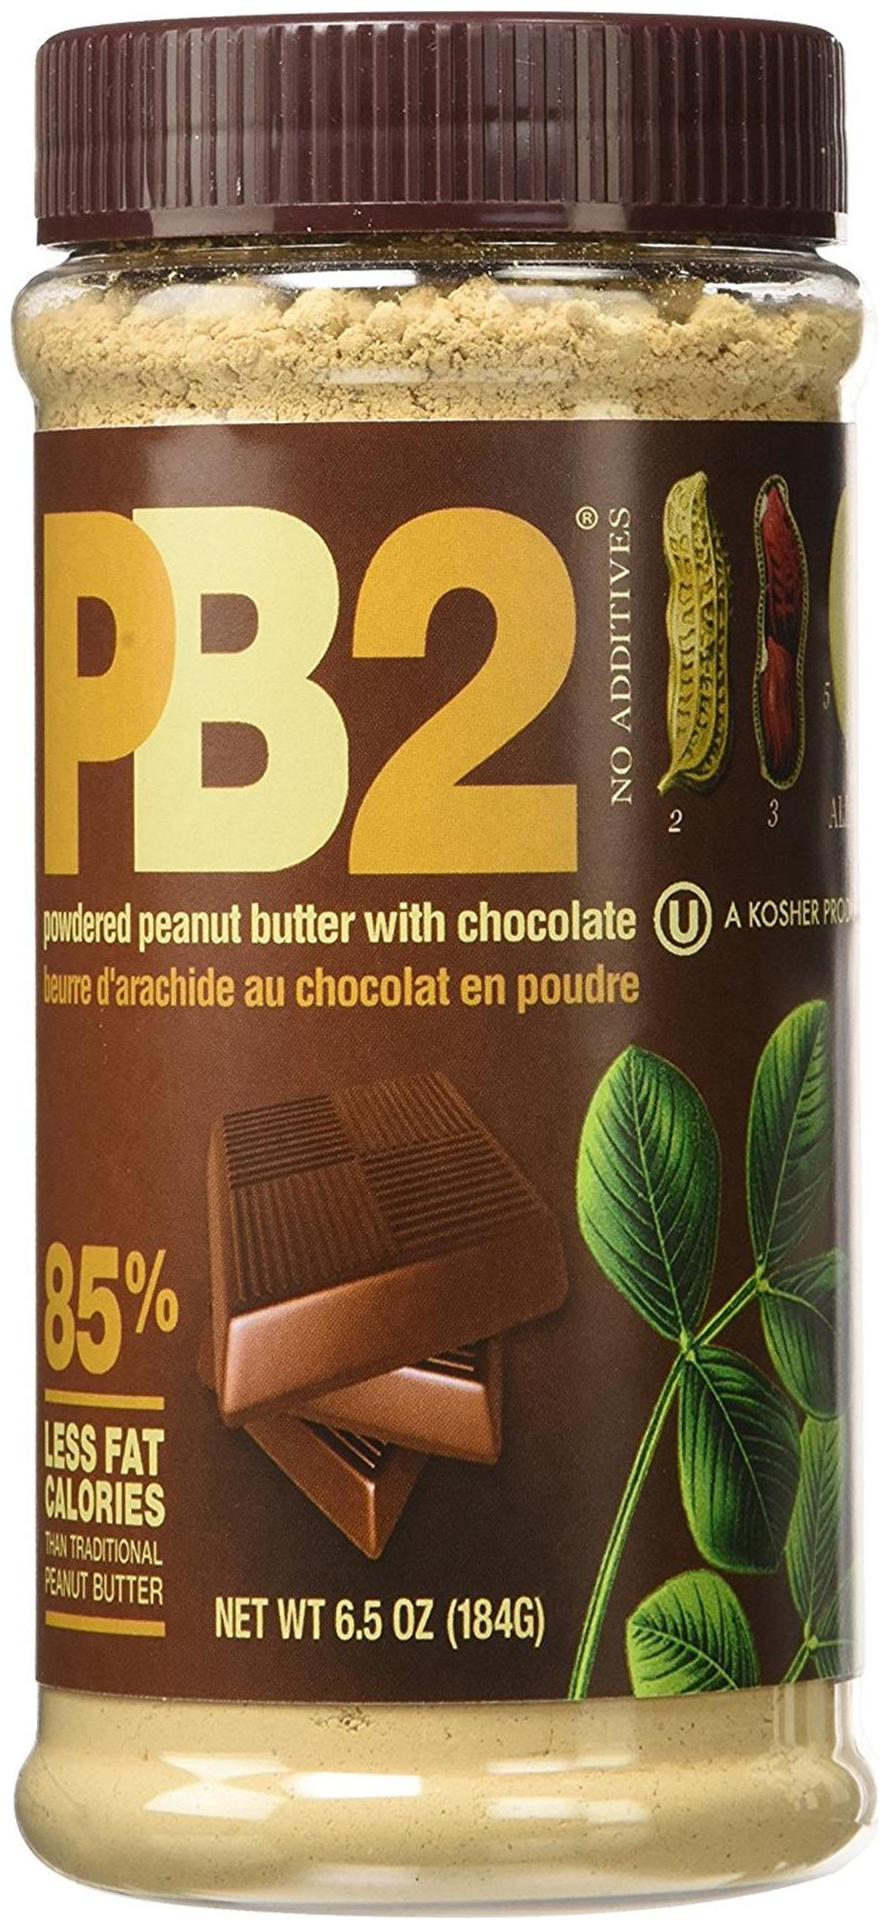 PB2®
NO ADDITIVES
2
3
5
powdered peanut butter with chocolate
beurre d'arachide au chocolat en poudre
U
A KOSHER
85%
LESS FAT
CALORIES
THAN TRADITIONAL
PEANUT BUTTER
NET WT 6.5 OZ (184G)